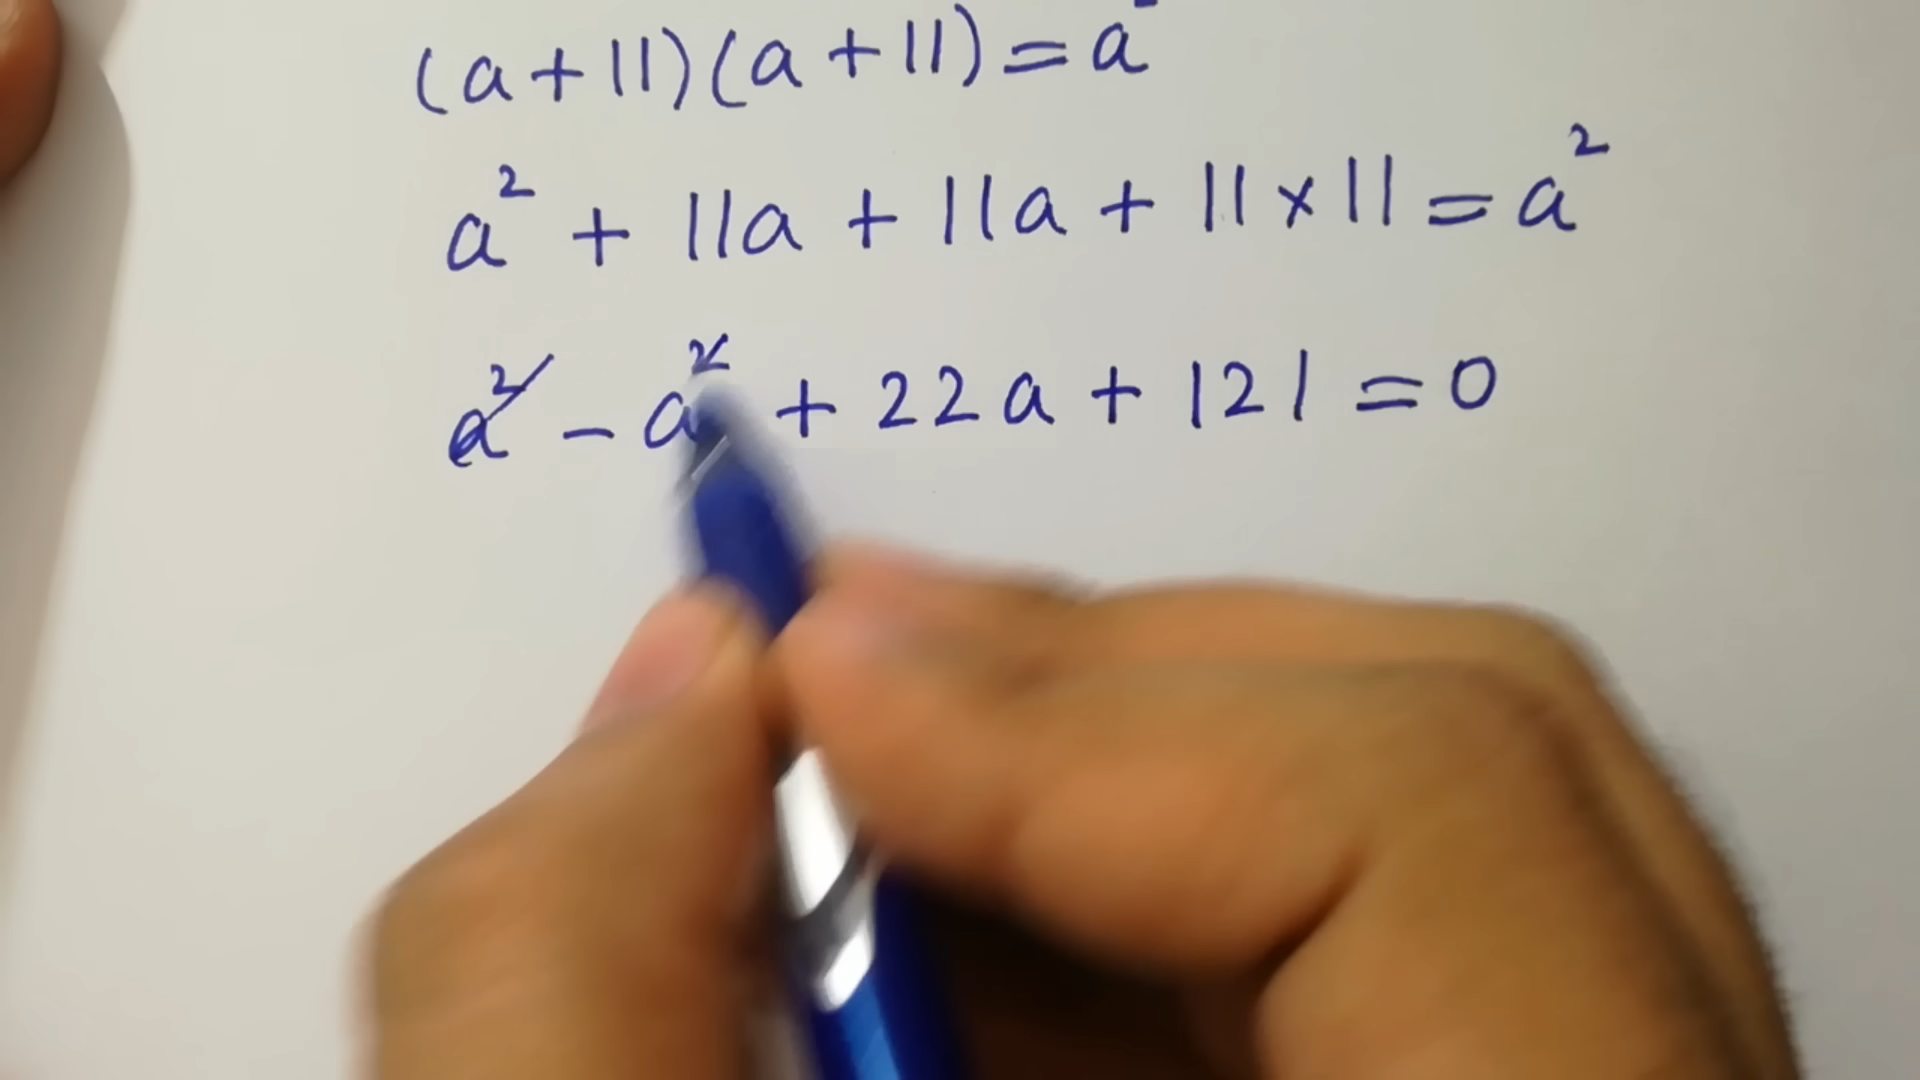 (a+11)(a+11)=a²
a² + 11a + 11a + 11×11 = a²
a² - a² + 22a + 121 = 0